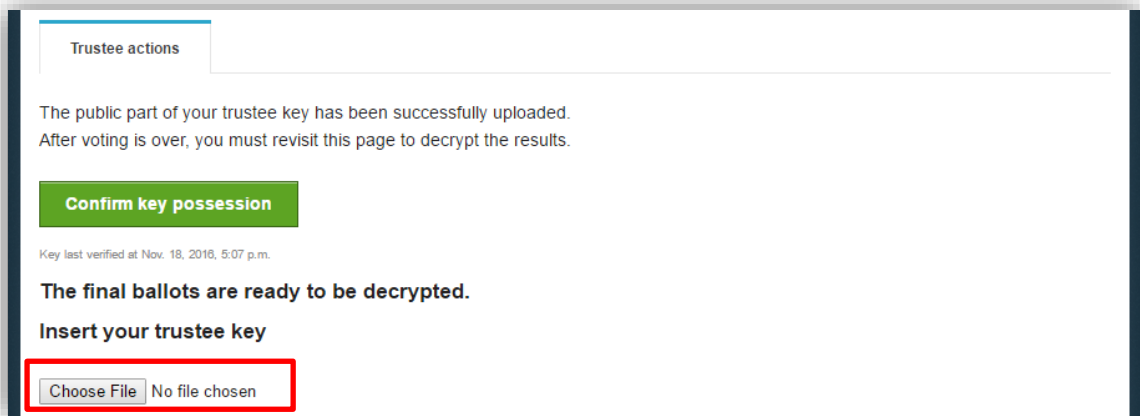 Trustee actions
The public part of your trustee key has been successfully uploaded.
After voting is over, you must revisit this page to decrypt the results.
Confirm key possession
Key last verified at Nov. 18, 2016, 5:07 p.m.
The final ballots are ready to be decrypted.
Insert your trustee key
Choose File No file chosen